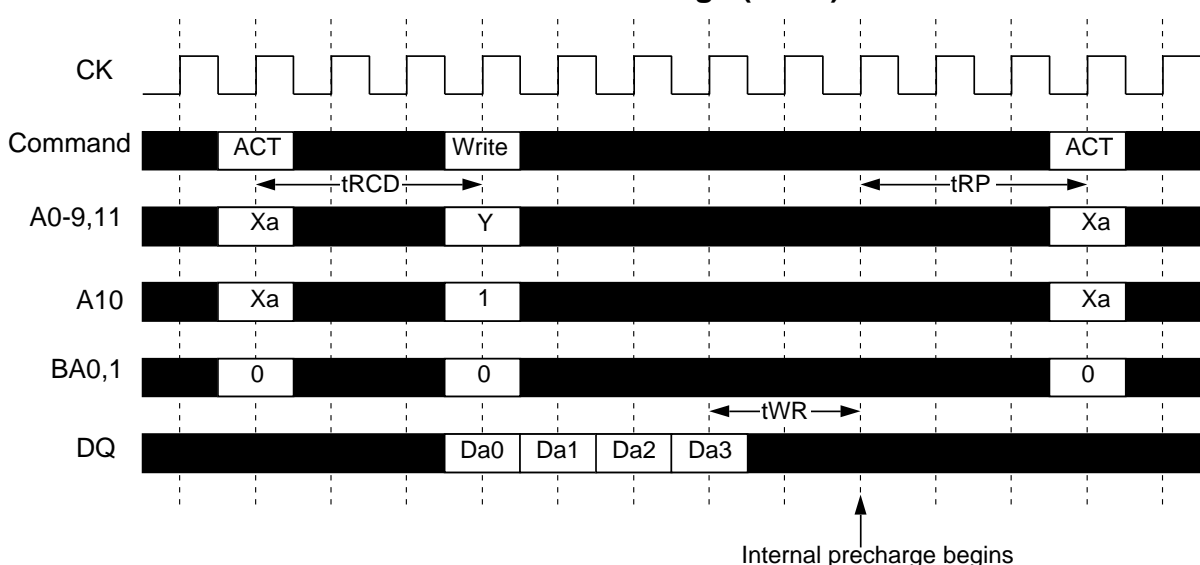 CK
Command ACT Write ACT
tRCD tRP
A0-9,11 Xa Y Xa
A10 Xa 1 Xa
BA0,1 0 0 0
tWR
DQ Da0 Da1 Da2 Da3
Internal precharge begins